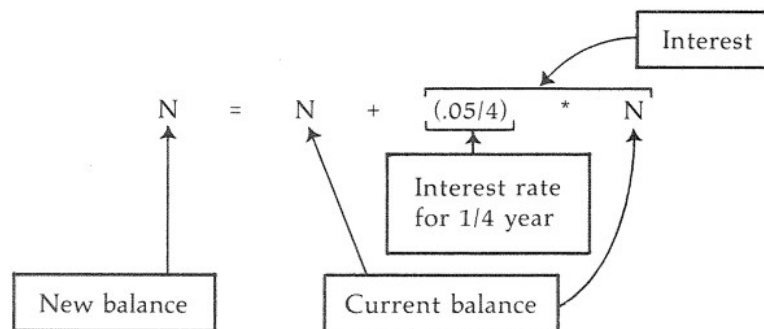 Interest
N = N + (.05/4) * N
Interest rate
for 1/4 year
New balance
Current balance